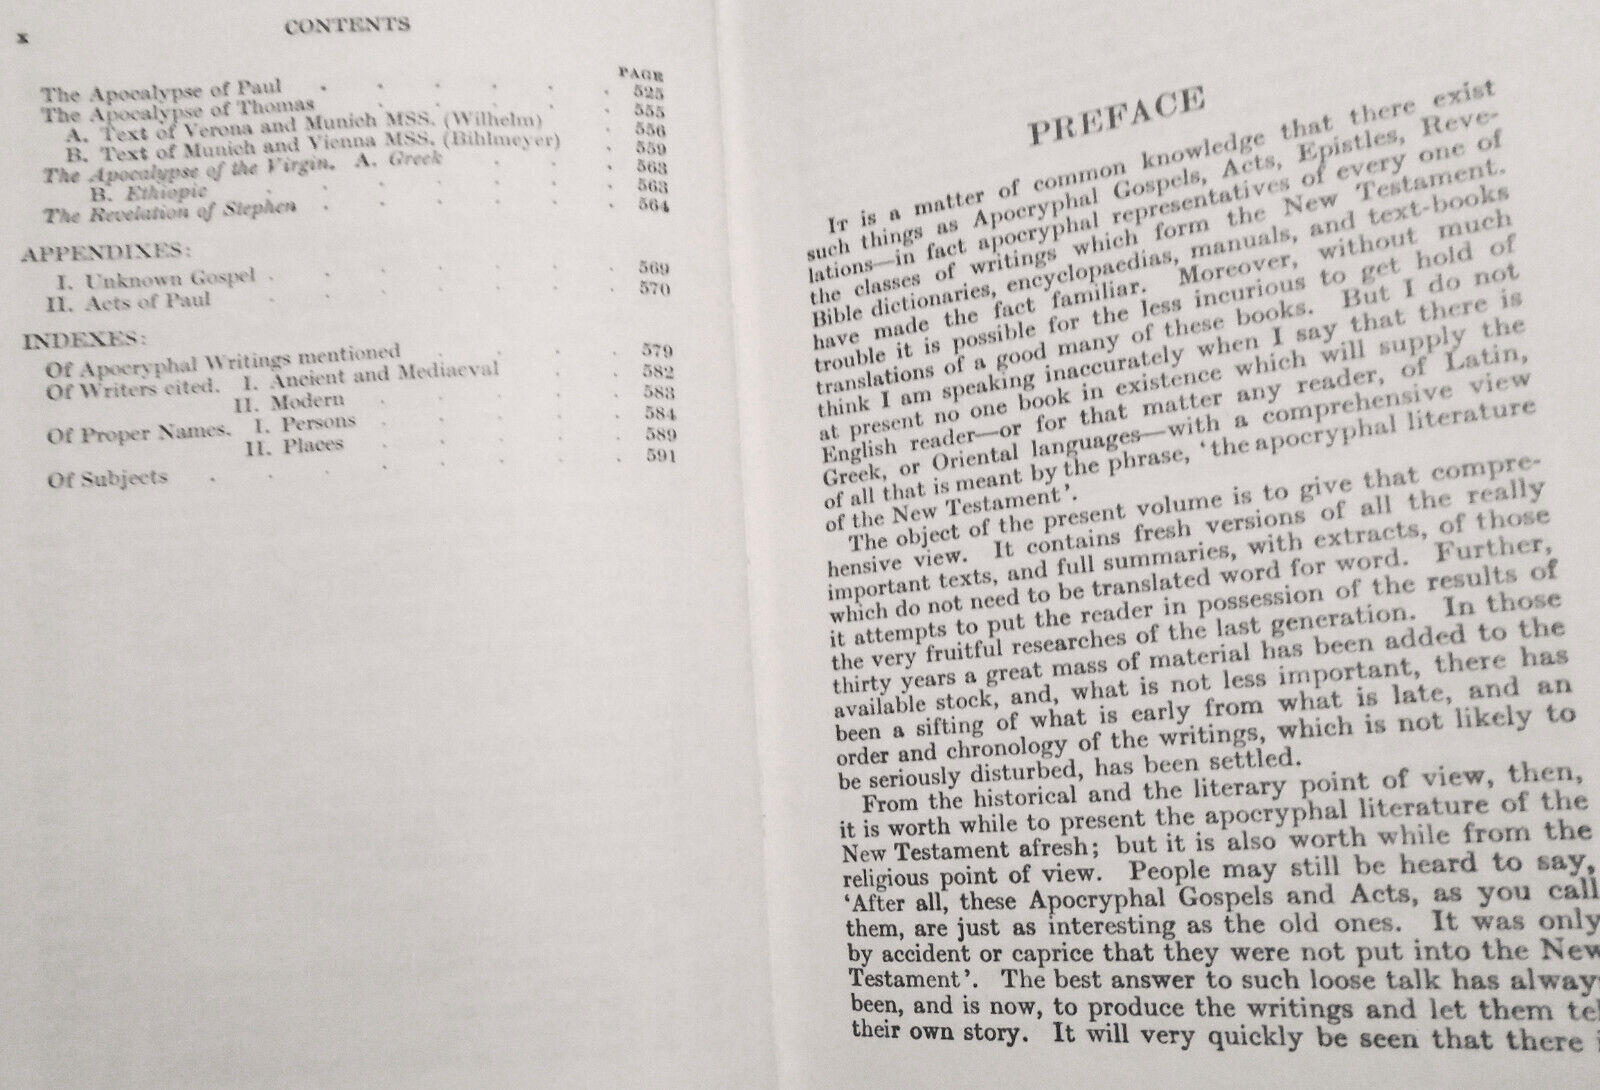 x
CONTENTS
PAGE
The Apocalypse of Paul . . . . . . 525
The Apocalypse of Thomas . . . . . 555
A. Text of Verona and Munich MSS. (Wilhelm) . 556
B. Text of Munich and Vienna MSS. (Bihlmeyer) . 559
The Apocalypse of the Virgin. A. Greek . . . 563
B. Ethiopic . . . . . . . 563
The Revelation of Stephen . . . . . . 564
APPENDIXES:
I. Unknown Gospel . . . . . . . 569
II. Acts of Paul . . . . . . . 570
INDEXES:
Of Apocryphal Writings mentioned . . . . 579
Of Writers cited. I. Ancient and Mediaeval . . 582
II. Modern . . . . . 583
Of Proper Names. I. Persons . . . . . 584
II. Places . . . . . 589
Of Subjects . . . . . . . 591
PREFACE
IT is a matter of common knowledge that there exist
such things as Apocryphal Gospels, Acts, Epistles, Reve-
lations—in fact apocryphal representatives of every one of
the classes of writings which form the New Testament.
Bible dictionaries, encyclopaedias, manuals, and text-books
have made the fact familiar. Moreover, without much
trouble it is possible for the less incurious to get hold of
translations of a good many of these books. But I do not
think I am speaking inaccurately when I say that there is
at present no one book in existence which will supply the
English reader—or for that matter any reader, of Latin,
Greek, or Oriental languages—with a comprehensive view
of all that is meant by the phrase, ‘the apocryphal literature
of the New Testament’.
The object of the present volume is to give that compre-
hensive view. It contains fresh versions of all the really
important texts, and full summaries, with extracts, of those
which do not need to be translated word for word. Further,
it attempts to put the reader in possession of the results of
the very fruitful researches of the last generation. In those
thirty years a great mass of material has been added to the
available stock, and, what is not less important, there has
been a sifting of what is early from what is late, and an
order and chronology of the writings, which is not likely to
be seriously disturbed, has been settled.
From the historical and the literary point of view, then,
it is worth while to present the apocryphal literature of the
New Testament afresh; but it is also worth while from the
religious point of view. People may still be heard to say,
‘After all, these Apocryphal Gospels and Acts, as you call
them, are just as interesting as the old ones. It was only
by accident or caprice that they were not put into the New
Testament’. The best answer to such loose talk has alway
been, and is now, to produce the writings and let them tel
their own story. It will very quickly be seen that there i